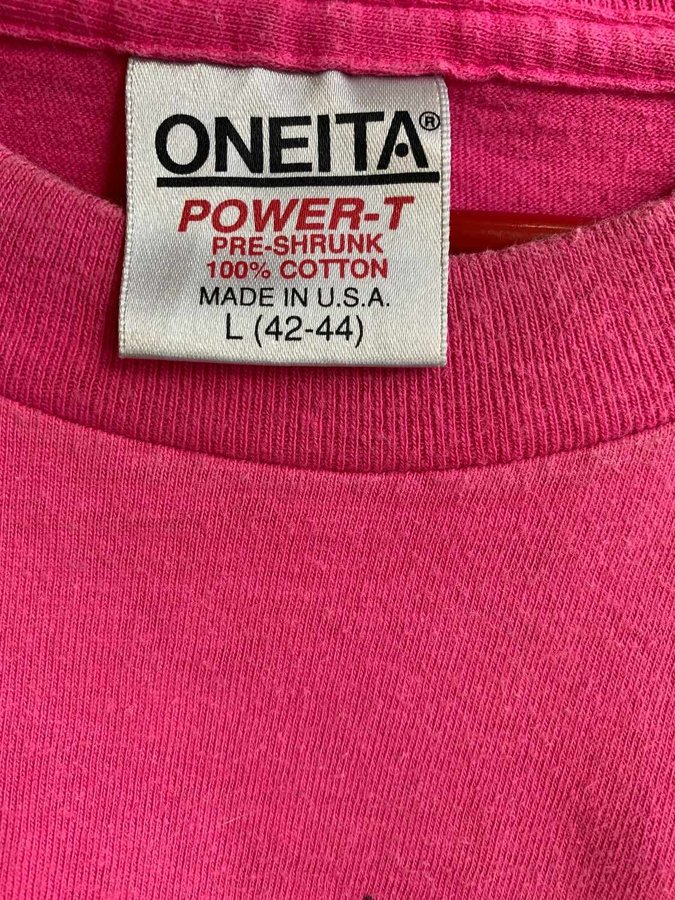 ONEITA®
POWER-T
PRE-SHRUNK
100% COTTON
MADE IN U.S.A.
L (42-44)